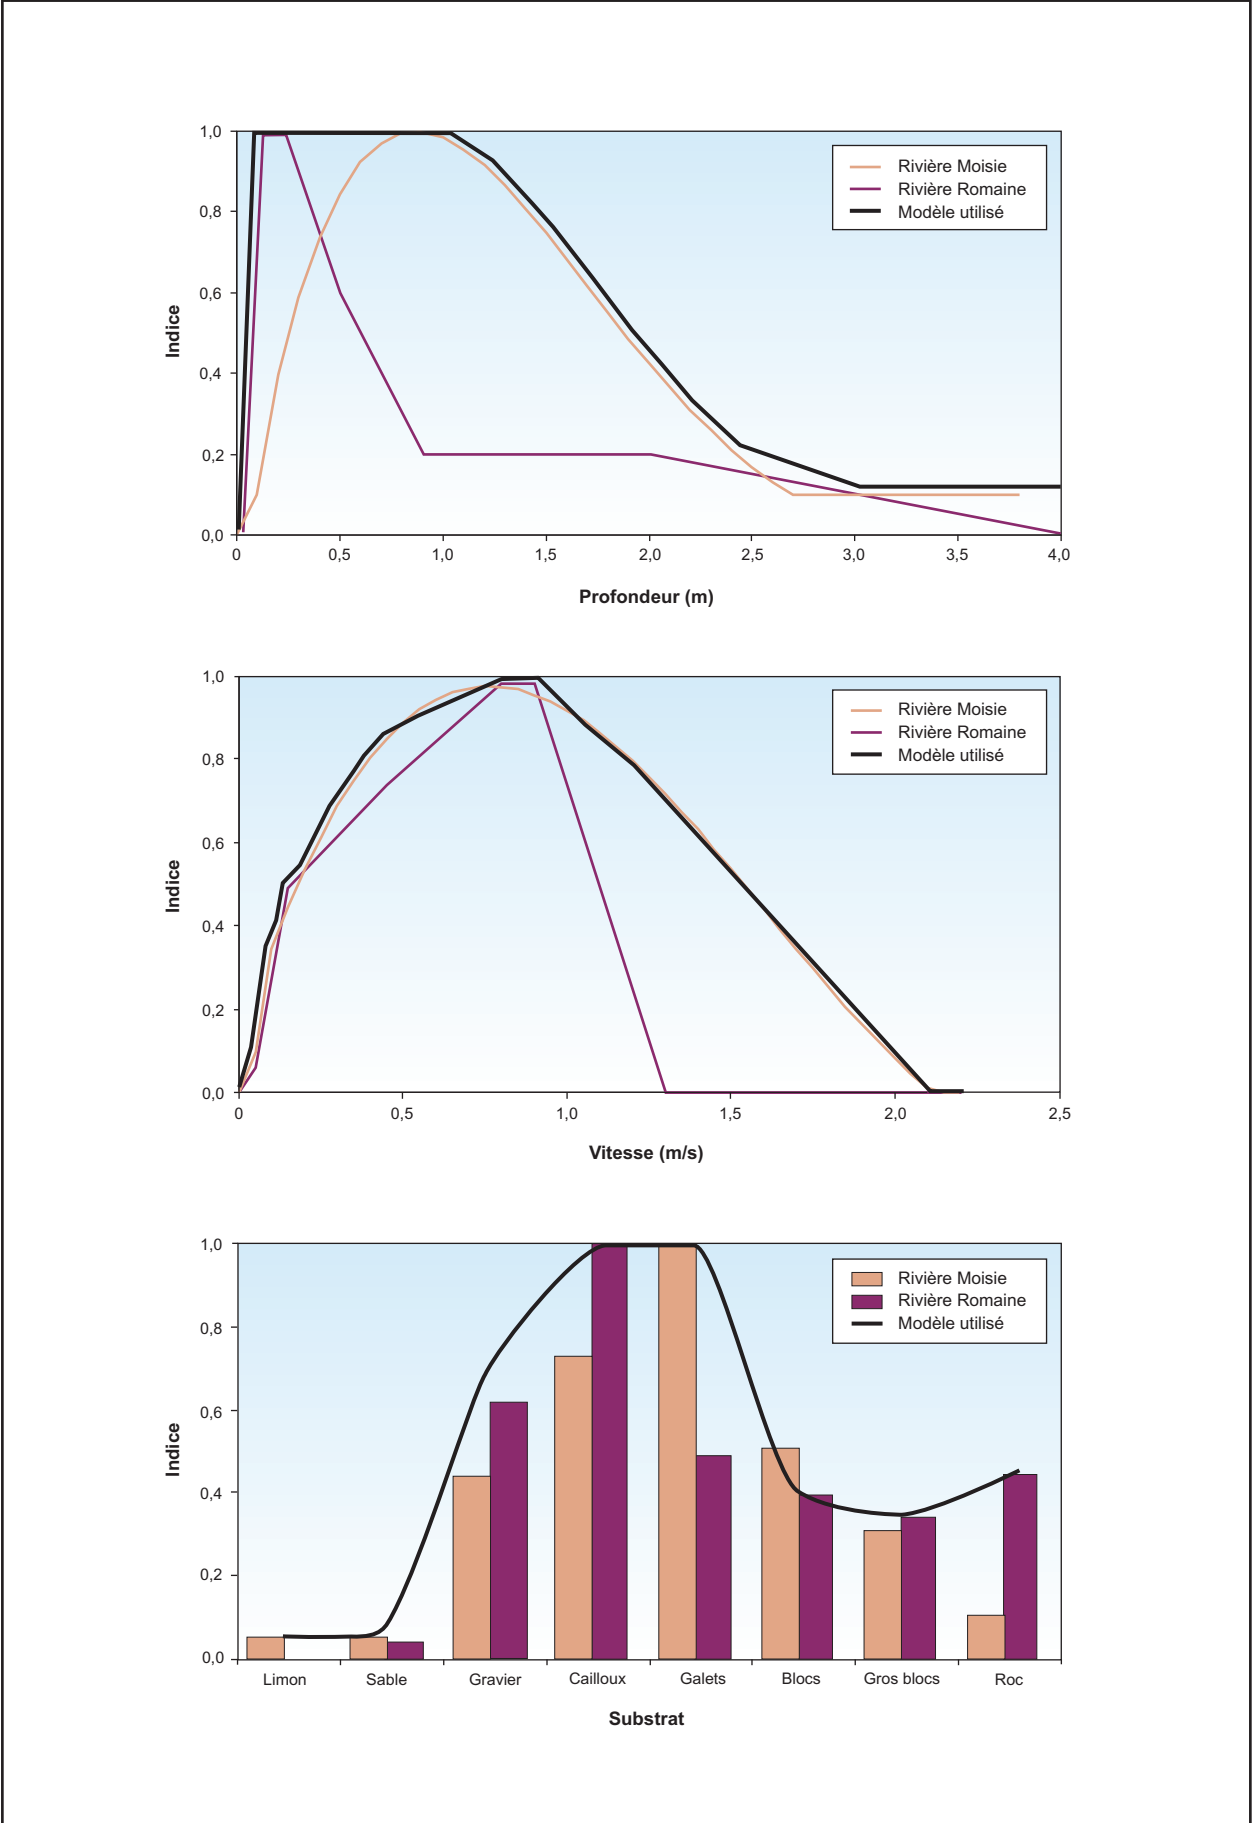 1,0
0,8
0,6
0,4
0,2
0,0
Indice
0
0,5
1,0
1,5
2,0
2,5
3,0
3,5
4,0
Profondeur (m)
Rivière Moisie
Rivière Romaine
Modèle utilisé
1,0
0,8
0,6
0,4
0,2
0,0
Indice
0
0,5
1,0
1,5
2,0
2,5
Vitesse (m/s)
Rivière Moisie
Rivière Romaine
Modèle utilisé
1,0
0,8
0,6
0,4
0,2
0,0
Indice
Limon
Sable
Gravier
Cailloux
Galets
Blocs
Gros blocs
Roc
Substrat
Rivière Moisie
Rivière Romaine
Modèle utilisé